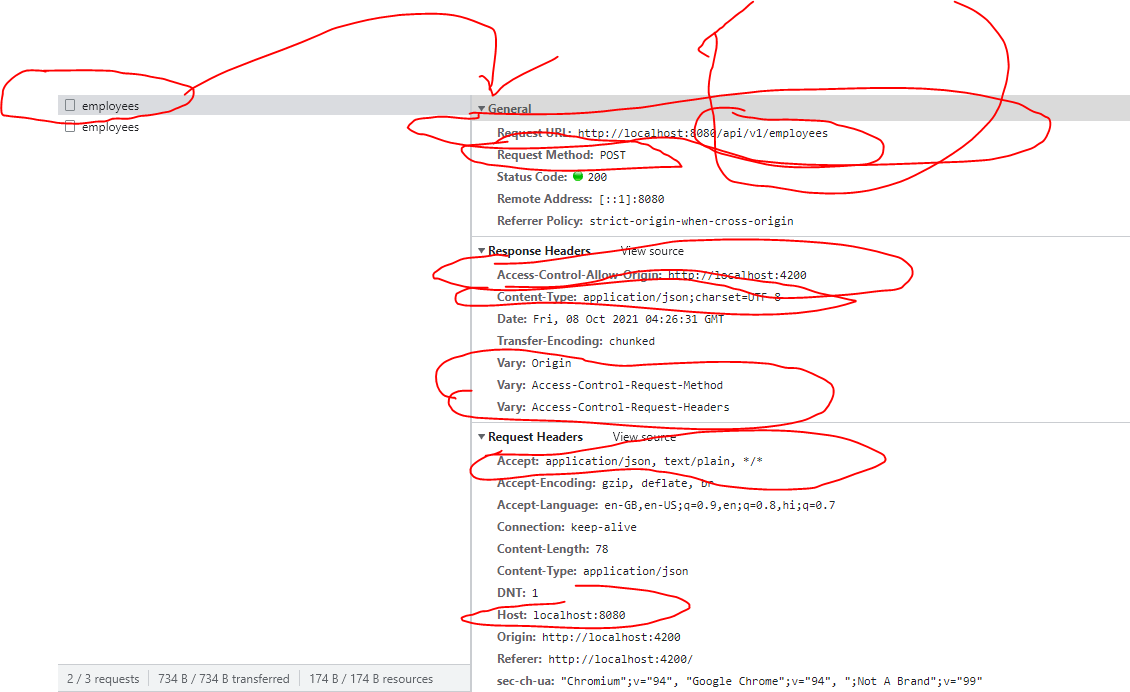 employees
employees
General
Request URL: http://localhost:8080/api/v1/employees
Request Method: POST
Status Code: 200
Remote Address: [::1]:8080
Referrer Policy: strict-origin-when-cross-origin
Response Headers View source
Access-Control-Allow-Origin: http://localhost:4200
Content-Type: application/json;charset=UTF-8
Date: Fri, 08 Oct 2021 04:26:31 GMT
Transfer-Encoding: chunked
Vary: Origin
Vary: Access-Control-Request-Method
Vary: Access-Control-Request-Headers
Request Headers View source
Accept: application/json, text/plain, */*
Accept-Encoding: gzip, deflate, br
Accept-Language: en-GB,en-US;q=0.9,en;q=0.8,hi;q=0.7
Connection: keep-alive
Content-Length: 78
Content-Type: application/json
DNT: 1
Host: localhost:8080
Origin: http://localhost:4200
Referer: http://localhost:4200/
sec-ch-ua: "Chromium";v="94", "Google Chrome";v="94", ";Not A Brand";v="99"
2 / 3 requests 734 B / 734 B transferred 174 B / 174 B resources